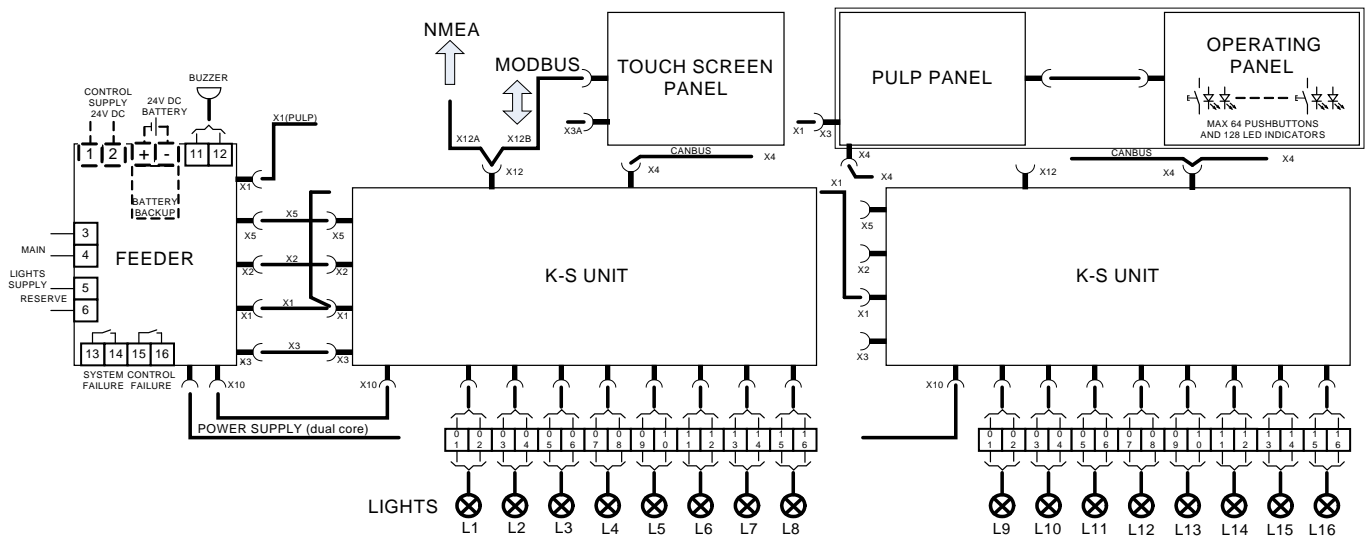 NMEA
MODBUS
TOUCH SCREEN
PANEL
PULP PANEL
OPERATING
PANEL
MAX 64 PUSHBUTTONS
AND 128 LED INDICATORS
BUZZER
CONTROL
SUPPLY
24V DC
24V DC
BATTERY
X1(PULP)
1 2 + - 11 12
X12A X12B X3A X1 X3
CANBUS X4
X12 X4
X4 X4
CANBUS X4
X12 X4
BATTERY
BACKUP
X1
X1
3
MAIN 4
LIGHTS
SUPPLY 5
RESERVE 6
FEEDER
X5 X5 X5
X2 X2 X2
X1 X1 X1
X3 X3 X3
K-S UNIT
X5
X2
X1
X3
K-S UNIT
13 14 15 16
SYSTEM CONTROL
FAILURE FAILURE
X10 X10 X10
POWER SUPPLY (dual core)
01 02 03 04 05 06 07 08 09 10 11 12 13 14 15 16
01 02 03 04 05 06 07 08 09 10 11 12 13 14 15 16
LIGHTS
L1 L2 L3 L4 L5 L6 L7 L8
L9 L10 L11 L12 L13 L14 L15 L16